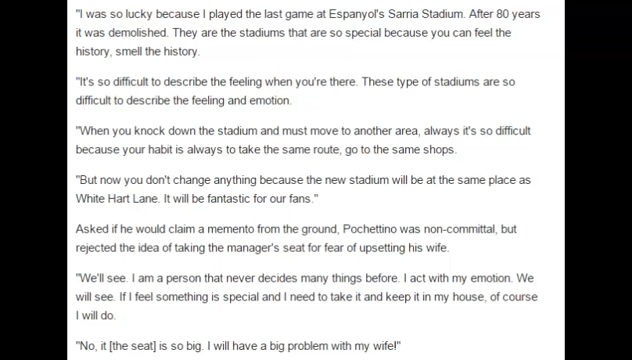 "I was so lucky because I played the last game at Espanyol's Sarria Stadium. After 80 years
it was demolished. They are the stadiums that are so special because you can feel the
history, smell the history.
"It's so difficult to describe the feeling when you're there. These type of stadiums are so
difficult to describe the feeling and emotion.
"When you knock down the stadium and must move to another area, always it's so difficult
because your habit is always to take the same route, go to the same shops.
"But now you don't change anything because the new stadium will be at the same place as
White Hart Lane. It will be fantastic for our fans."
Asked if he would claim a memento from the ground, Pochettino was non-committal, but
rejected the idea of taking the manager's seat for fear of upsetting his wife.
"We'll see. I am a person that never decides many things before. I act with my emotion. We
will see. If I feel something is special and I need to take it and keep it in my house, of course
I will do.
"No, it [the seat] is so big. I will have a big problem with my wife!"